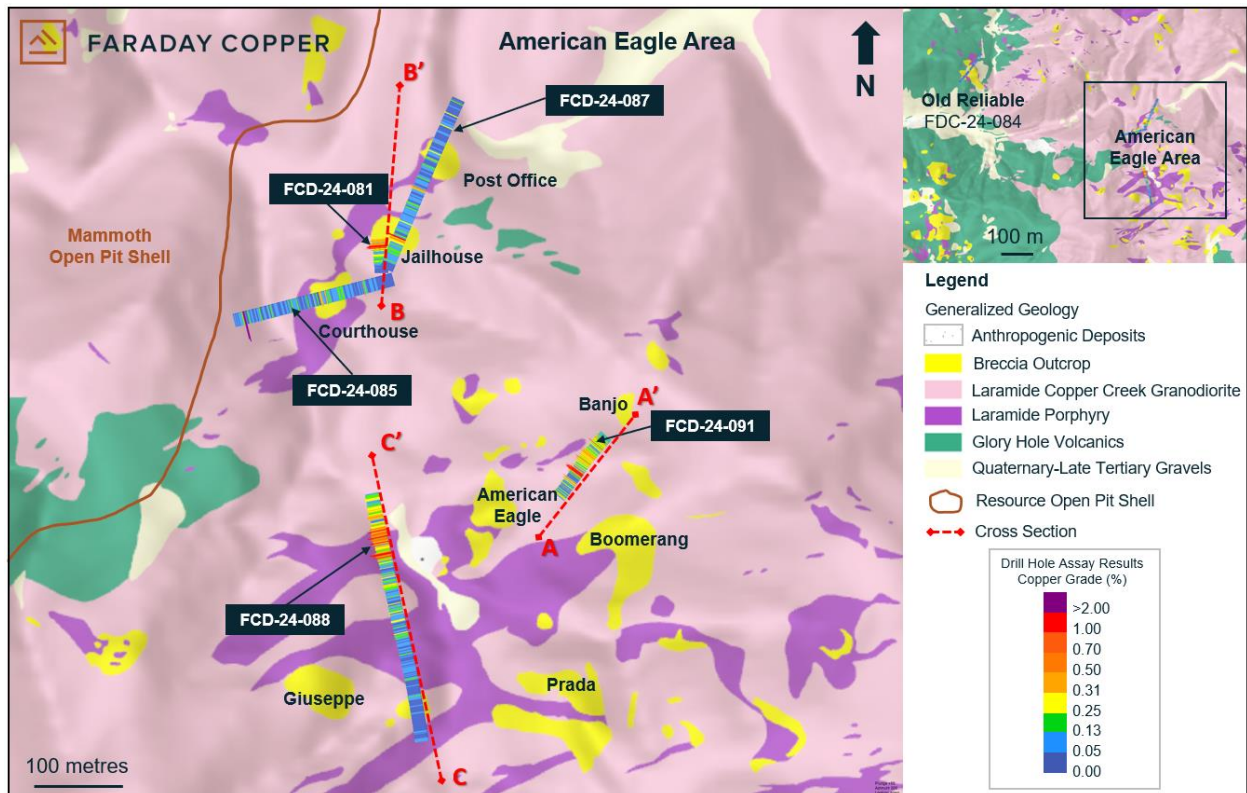 FARADAY COPPER
American Eagle Area
N
B'
FCD-24-087
FCD-24-081
Post Office
Mammoth
Open Pit Shell
Jailhouse
B
Courthouse
FCD-24-085
Banjo
A'
FCD-24-091
C'
American
Eagle
A
Boomerang
FCD-24-088
Giuseppe
Prada
C
100 metres
Old Reliable
FDC-24-084
American
Eagle Area
100 m
Legend
Generalized Geology
Anthropogenic Deposits
Breccia Outcrop
Laramide Copper Creek Granodiorite
Laramide Porphyry
Glory Hole Volcanics
Quaternary-Late Tertiary Gravels
Resource Open Pit Shell
Cross Section
Drill Hole Assay Results
Copper Grade (%)
>2.00
1.00
0.70
0.50
0.31
0.25
0.13
0.05
0.00